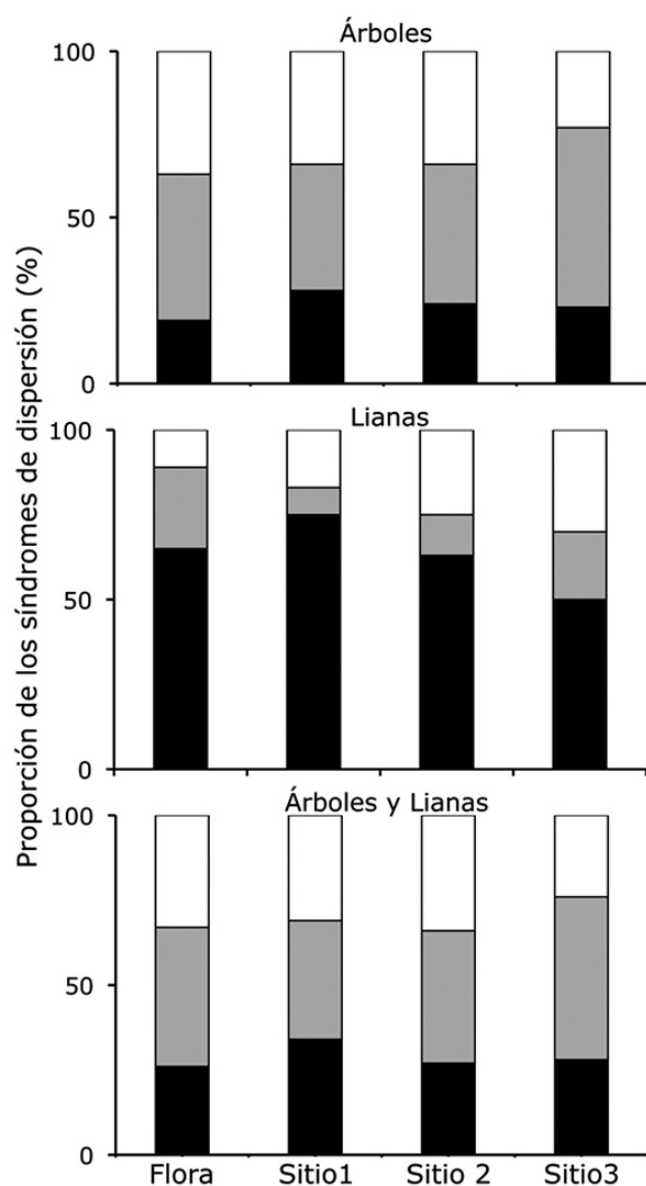 Árboles
100
50
0
Lianas
100
50
0
Árboles y Lianas
100
50
0
Flora Sitio1 Sitio 2 Sitio3
Proporción de los síndromes de dispersión (%)